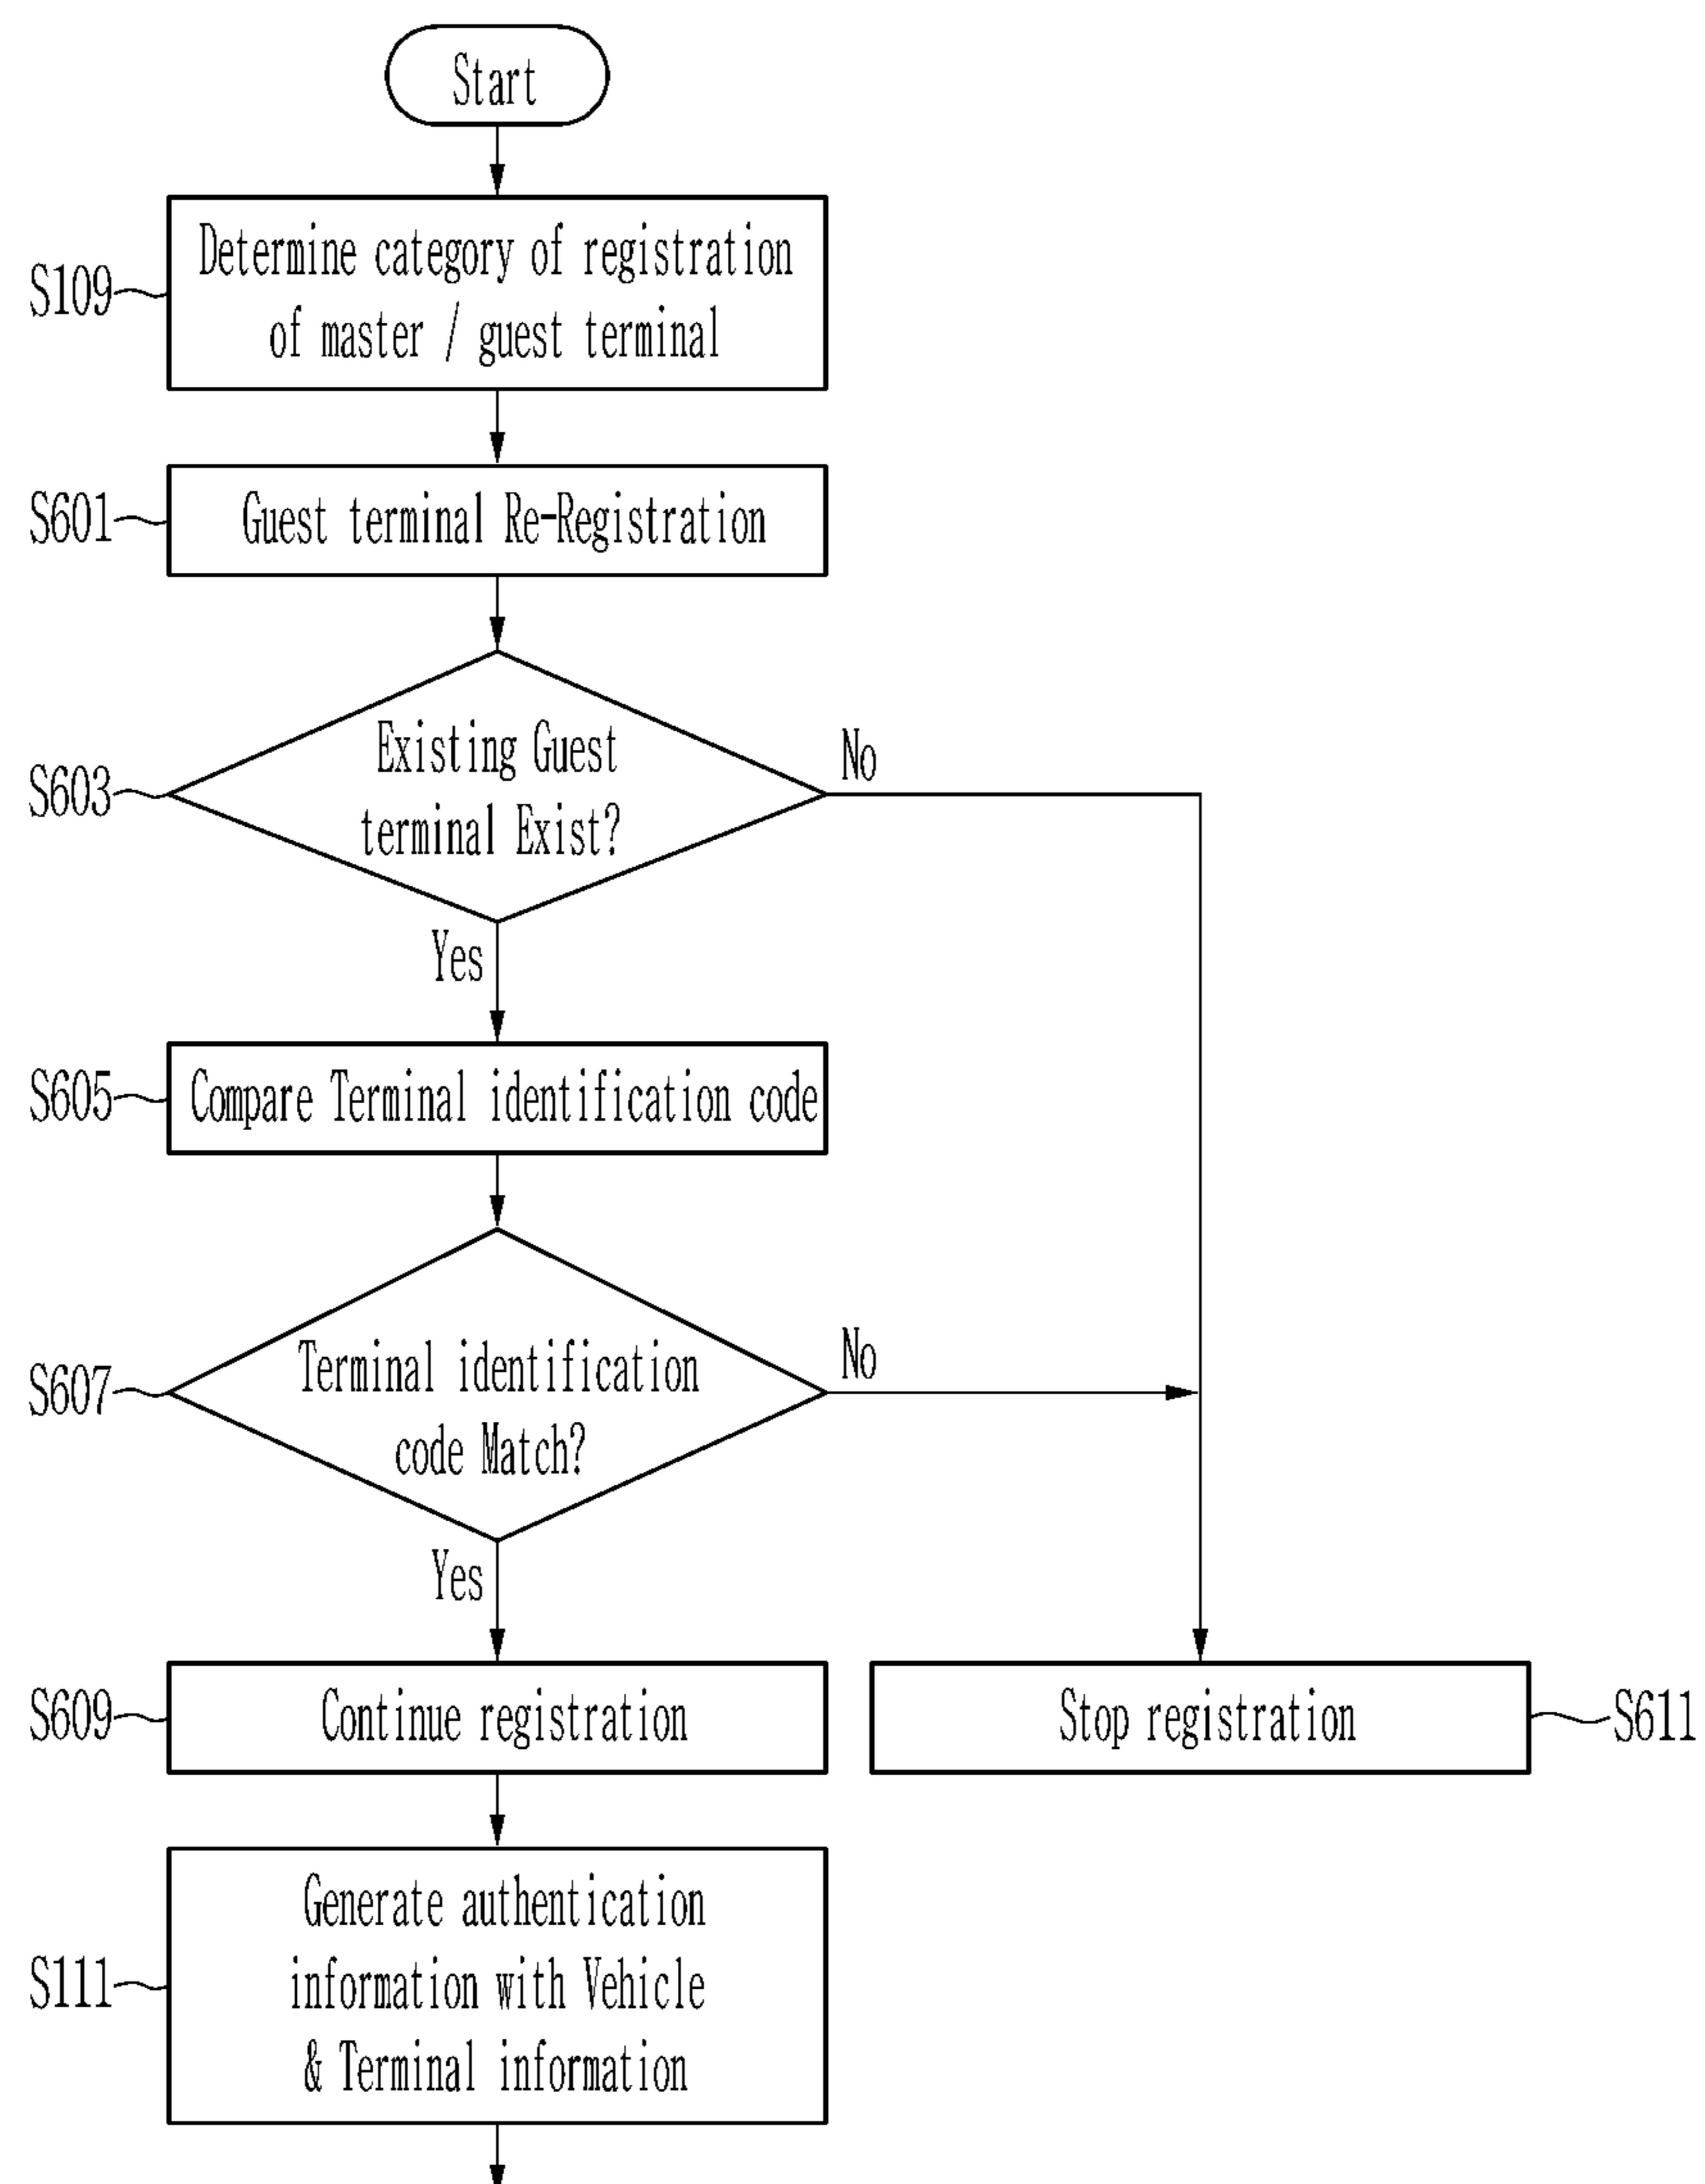 Start
S109
Determine category of registration
of master / guest terminal
S601
Guest terminal Re-Registration
S603
Existing Guest
terminal Exist?
No
Yes
S605
Compare Terminal identification code
S607
Terminal identification
code Match?
No
Yes
S609
Continue registration
Stop registration
S611
S111
Generate authentication
information with Vehicle
& Terminal information